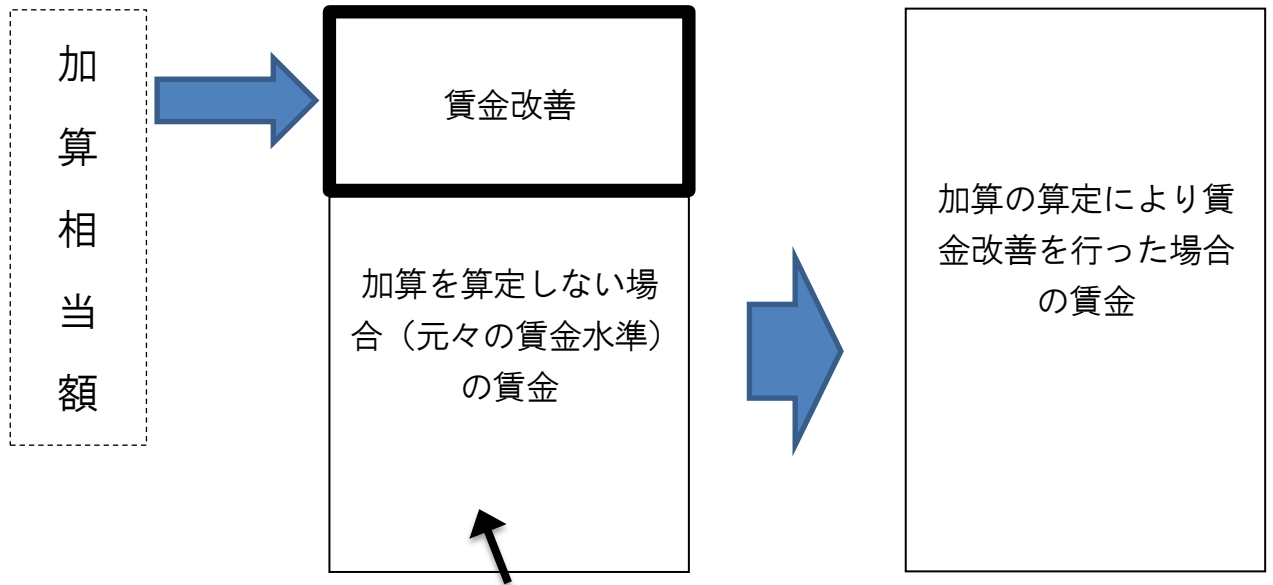 加算相当額
賃金改善
加算を算定しない場
合（元々の賃金水準）
の賃金
加算の算定により賃
金改善を行った場合
の賃金